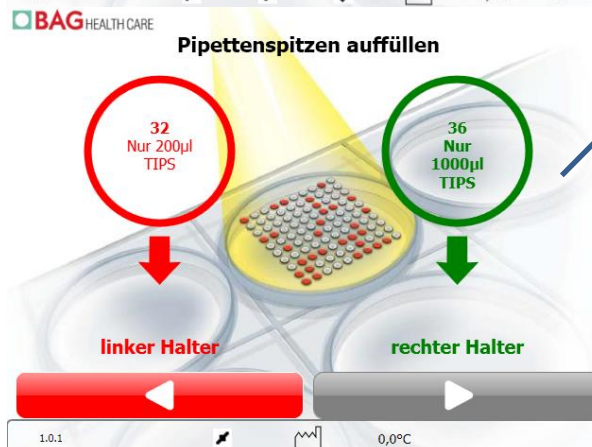 BAG HEALTH CARE
Pipettenspitzen auffüllen
32
Nur 200µl
TIPS
36
Nur
1000µl
TIPS
linker Halter
rechter Halter
1.0.1
0,0°C